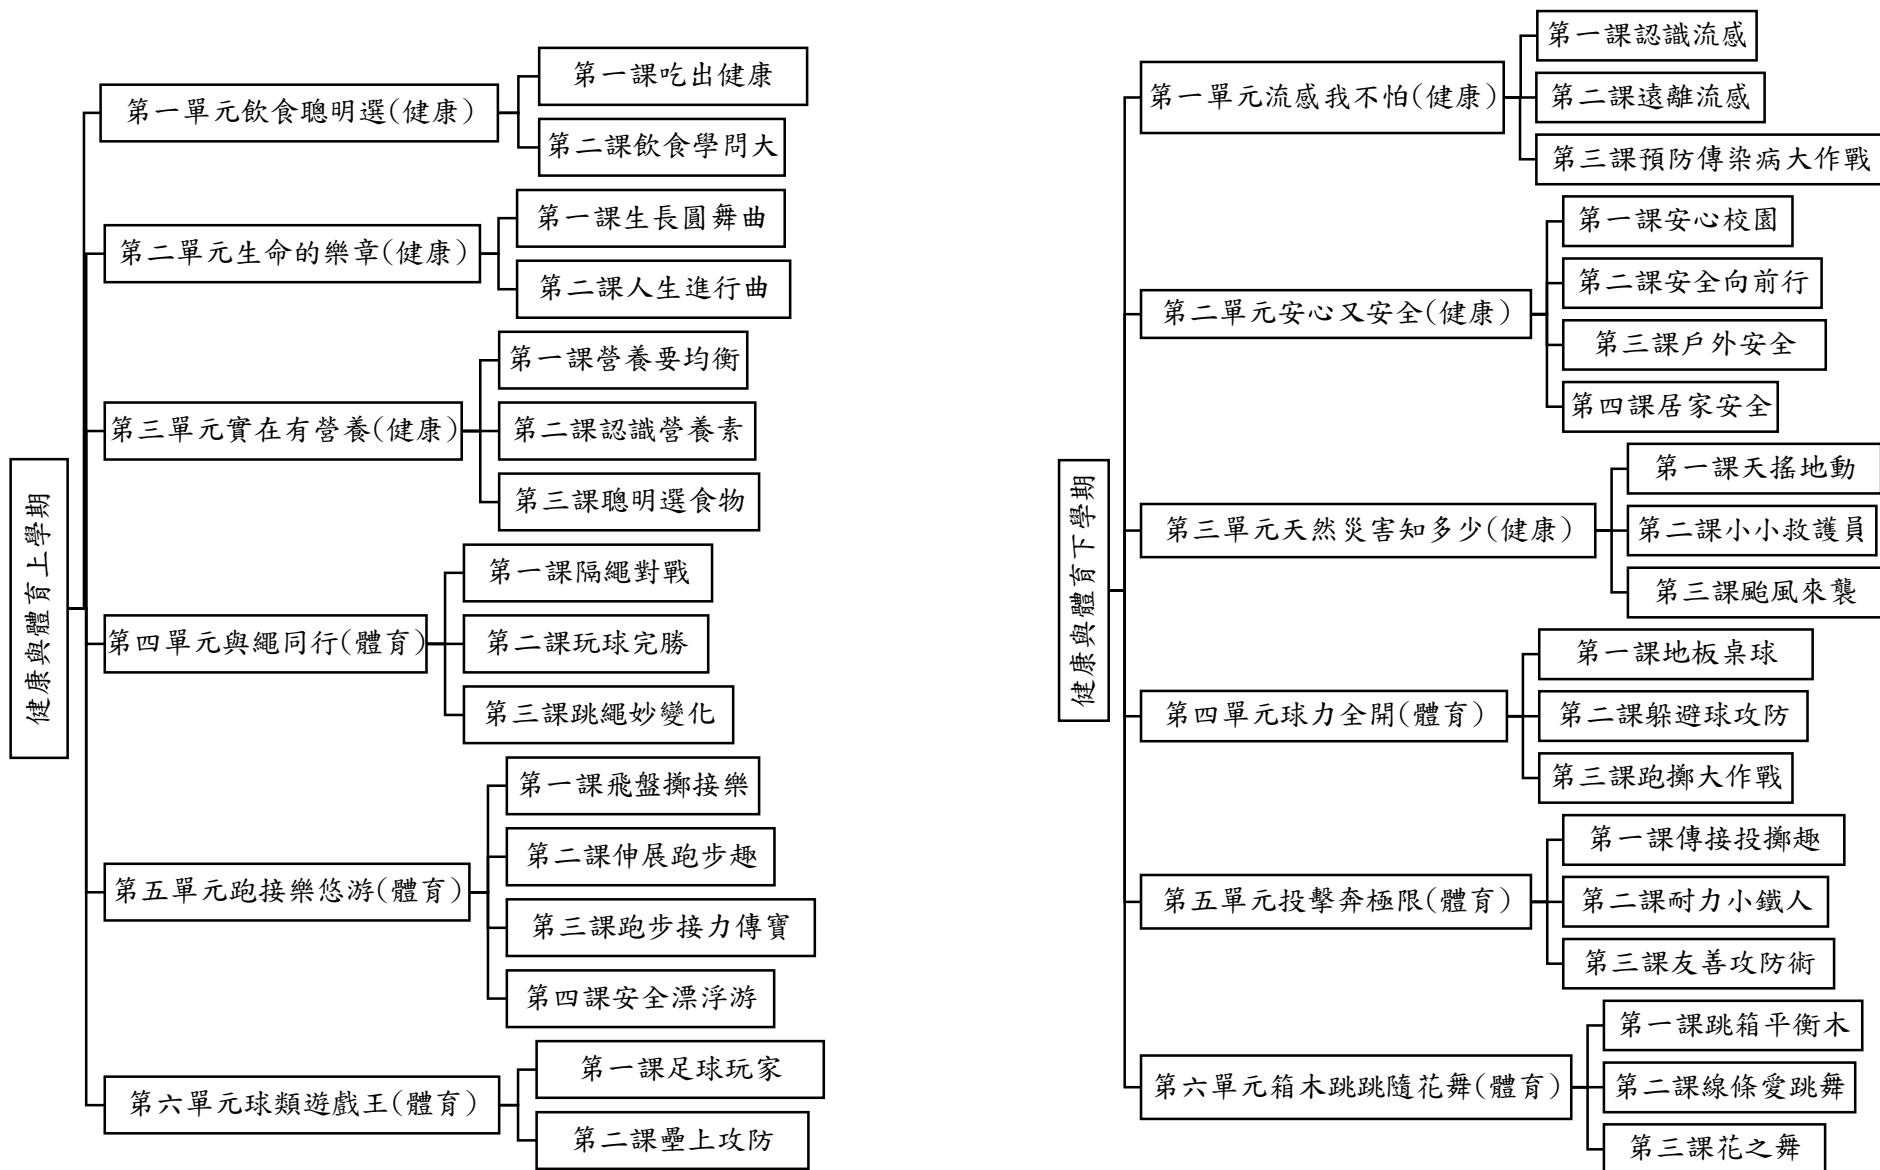 健康與體育上學期
第一單元飲食聰明選(健康)
第一課吃出健康
第二課飲食學問大
第二單元生命的樂章(健康)
第一課生長圓舞曲
第二課人生進行曲
第三單元實在有營養(健康)
第一課營養要均衡
第二課認識營養素
第三課聰明選食物
第四單元與繩同行(體育)
第一課隔繩對戰
第二課玩球完勝
第三課跳繩妙變化
第五單元跑接樂悠游(體育)
第一課飛盤擲接樂
第二課伸展跑步趣
第三課跑步接力傳寶
第四課安全漂浮游
第六單元球類遊戲王(體育)
第一課足球玩家
第二課壘上攻防
健康與體育下學期
第一單元流感我不怕(健康)
第一課認識流感
第二課遠離流感
第三課預防傳染病大作戰
第二單元安心又安全(健康)
第一課安心校園
第二課安全向前行
第三課戶外安全
第四課居家安全
第三單元天然災害知多少(健康)
第一課天搖地動
第二課小小救護員
第三課颱風來襲
第四單元球力全開(體育)
第一課地板桌球
第二課躲避球攻防
第三課跑擲大作戰
第五單元投擊奔極限(體育)
第一課傳接投擲趣
第二課耐力小鐵人
第三課友善攻防術
第六單元箱木跳跳隨花舞(體育)
第一課跳箱平衡木
第二課線條愛跳舞
第三課花之舞